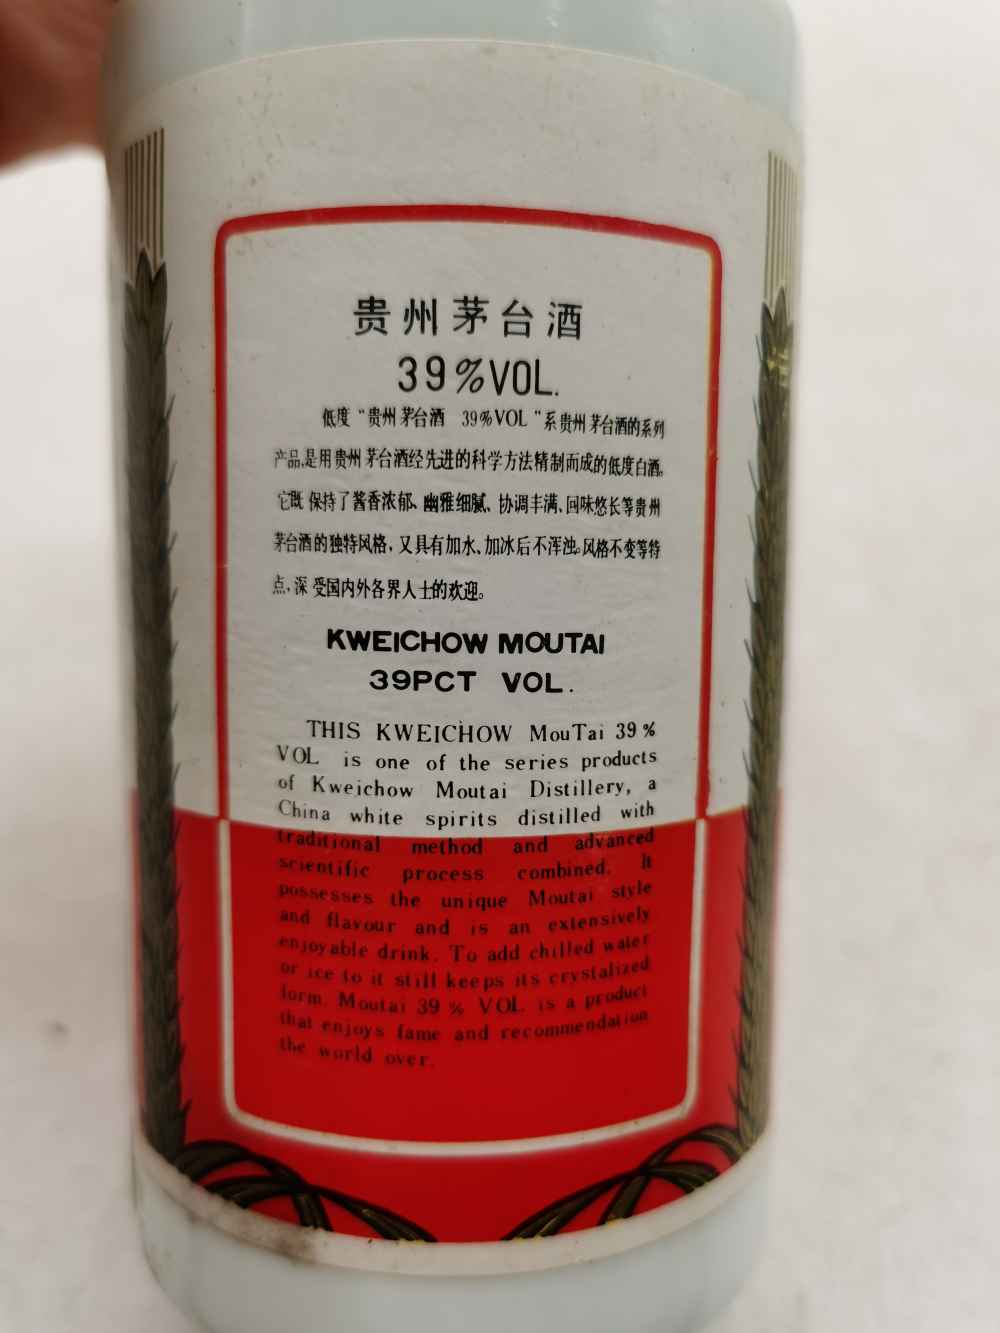 贵州茅台酒
39%VOL.
低度“贵州茅台酒 39%VOL”系贵州茅台酒的系列
产品,是用贵州茅台酒经先进的科学方法精制而成的低度白酒。
它既保持了酱香浓郁、幽雅细腻、协调丰满、回味悠长等贵州
茅台酒的独特风格,又具有加水、加冰后不浑浊。风格不变等特
点,深受国内外各界人士的欢迎。
KWEICHOW MOUTAI
39PCT VOL.
THIS KWEICHOW MouTai 39%
VOL is one of the series products
of Kweichow Moutai Distillery, a
China white spirits distilled with
traditional method and advanced
scientific process combined. It
possesses the unique Moutai style
and flavour and is an extensively
enjoyable drink. To add chilled water
or ice to it still keeps its crystalized
form. Moutai 39% VOL. is a product
that enjoys fame and recommendation
the world over.